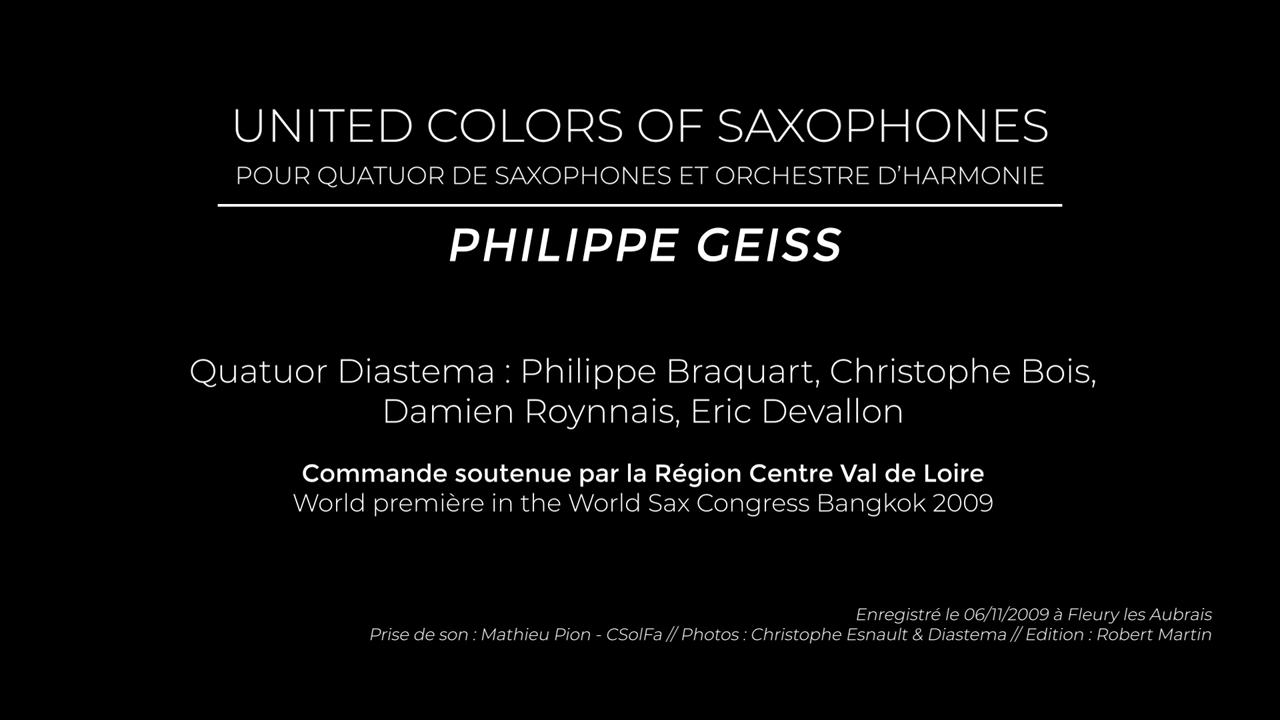 UNITED COLORS OF SAXOPHONES
POUR QUATUOR DE SAXOPHONES ET ORCHESTRE D'HARMONIE
PHILIPPE GEISS
Quatuor Diastema : Philippe Braquart, Christophe Bois,
Damien Roynnais, Eric Devallon
Commande soutenue par la Région Centre Val de Loire
World première in the World Sax Congress Bangkok 2009
Enregistré le 06/11/2009 à Fleury les Aubrais
Prise de son : Mathieu Pion - CSolFa // Photos : Christophe Esnault & Diastema // Edition : Robert Martin